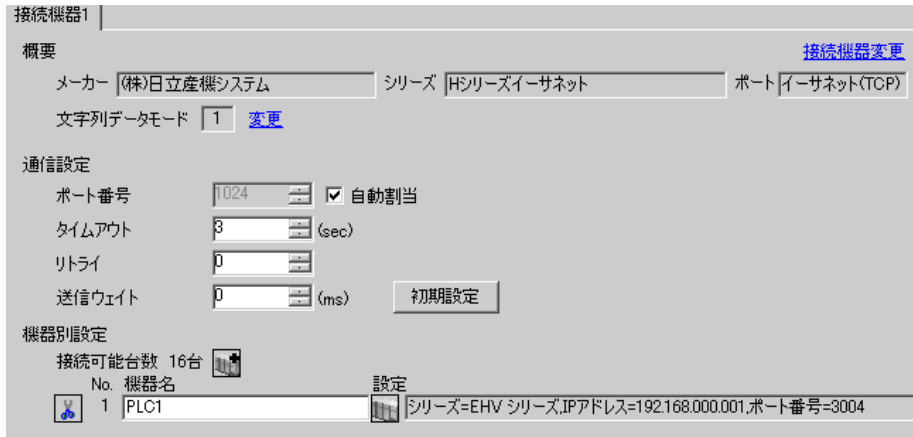 接続機器1
概要 接続機器変更
メーカー (株)日立産機システム シリーズ Hシリーズイーサネット ポート イーサネット(TCP)
文字列データモード 1 変更
通信設定
ポート番号 1024 自動割当
タイムアウト 3 (sec)
リトライ 0
送信ウェイト 0 (ms) 初期設定
機器別設定
接続可能台数 16台
No. 機器名 設定
1 PLC1 シリーズ=EHV シリーズ,IPアドレス=192.168.000.001,ポート番号=3004